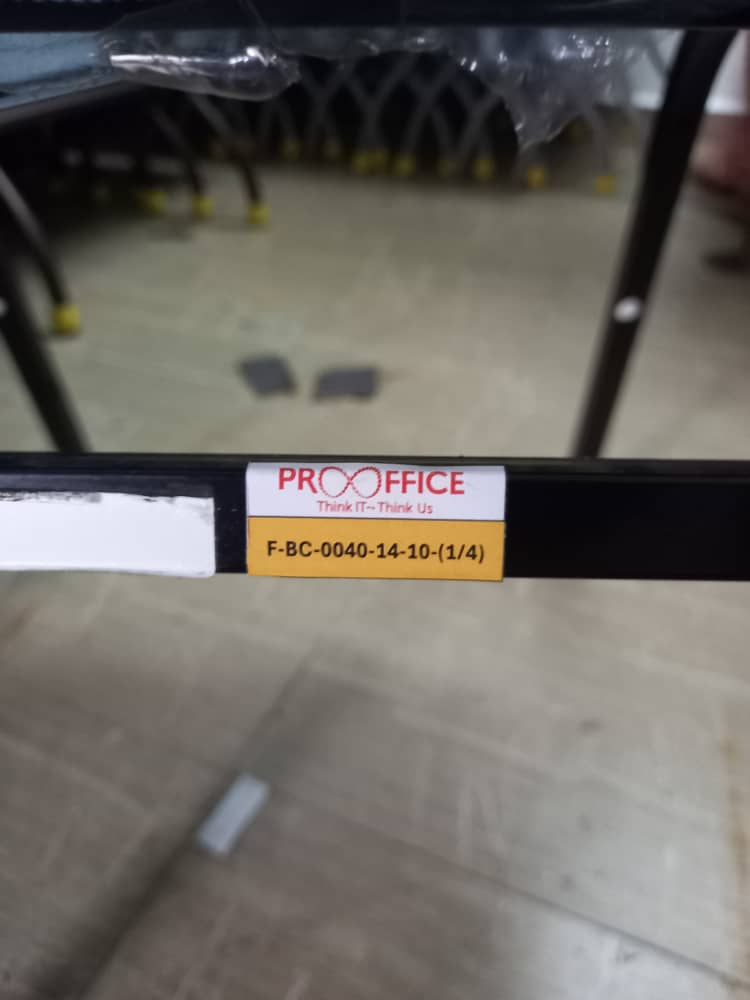 PROOFFICE
Think IT~Think Us
F-BC-0040-14-10-(1/4)